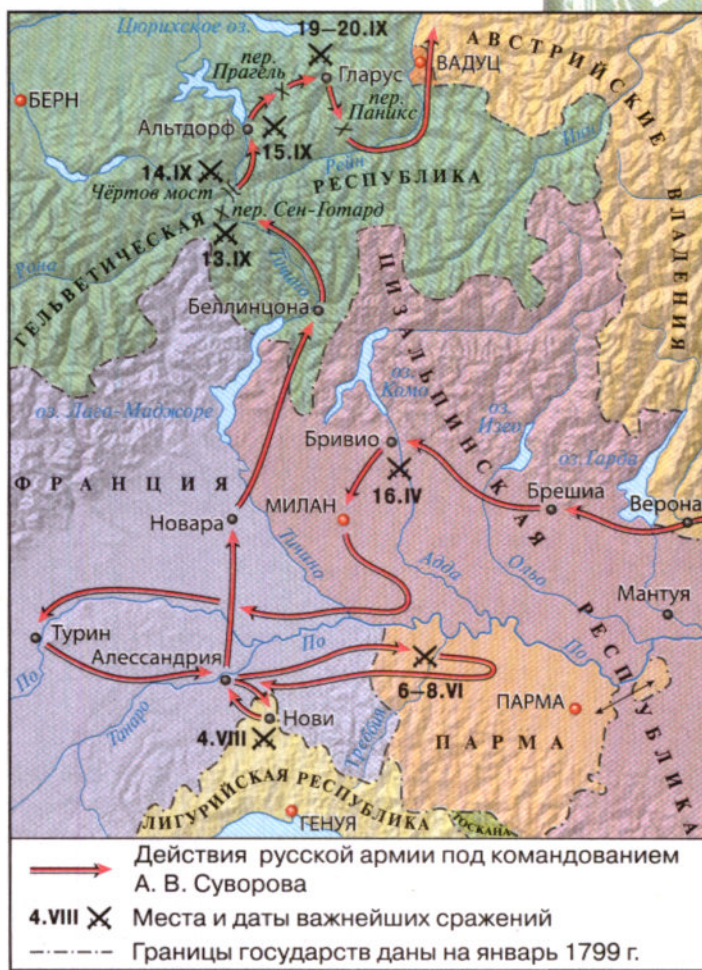 Цюрихское оз.
19–20.IX
АВСТРИЙСКИЕ
ВЛАДЕНИЯ
пер.
Прагель
Гларус
ВАДУЦ
БЕРН
пер.
Паникс
Альтдорф
15.IX
Рейн
Инн
14.IX
Чёртов мост
ГЕЛЬВЕТИЧЕСКАЯ
РЕСПУБЛИКА
пер. Сен-Готард
13.IX
Рона
Тичино
Беллинцона
ЦИЗАЛЬПИНСКАЯ
РЕСПУБЛИКА
оз. Лаго-Маджоре
оз.
Комо
оз.
Изео
оз. Гарда
Бривио
16.IV
ФРАНЦИЯ
Новара
МИЛАН
Брешиа
Верона
Тичино
Адда
Ольо
Мантуя
Турин
По
Алессандрия
По
По
6–8.VI
ПАРМА
Танаро
Нови
Треббия
ПАРМА
4.VIII
ЛИГУРИЙСКАЯ РЕСПУБЛИКА
ГЕНУЯ
ТОСКАНА
Действия русской армии под командованием
А. В. Суворова
4.VIII Места и даты важнейших сражений
Границы государств даны на январь 1799 г.